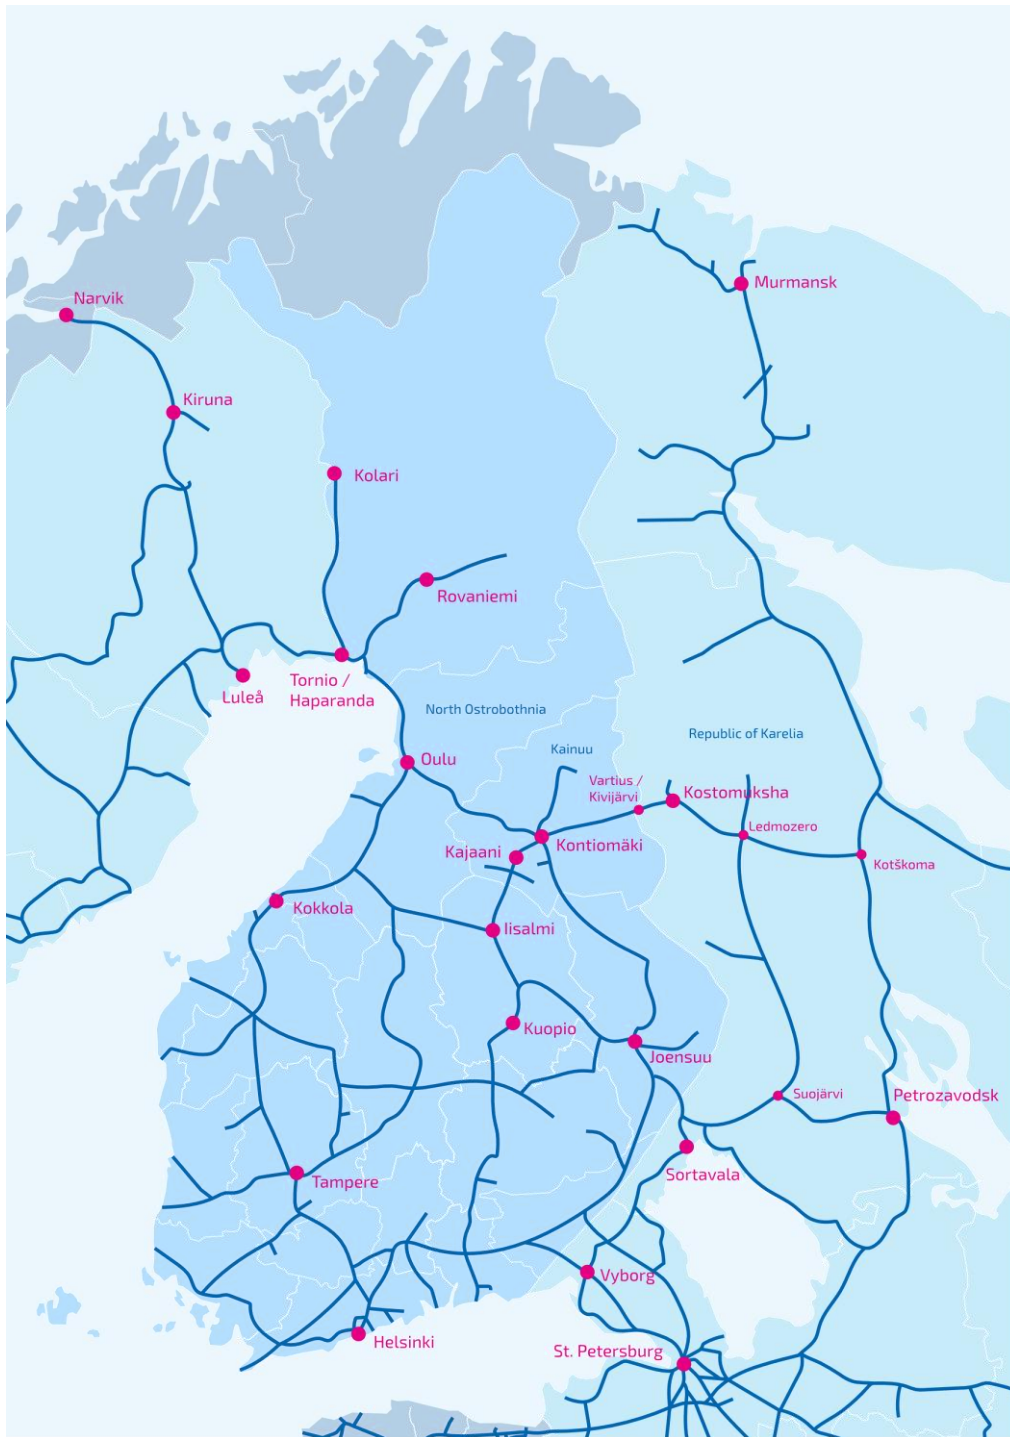 Murmansk
Narvik
Kiruna
Kolari
Rovaniemi
Tornio /
Haparanda
Luleå
North Ostrobothnia
Republic of Karelia
Kainuu
Oulu
Vartius /
Kivijärvi
Kostomuksha
Ledmozero
Kontiomäki
Kajaani
Kotškoma
Kokkola
Iisalmi
Kuopio
Joensuu
Suojärvi
Petrozavodsk
Sortavala
Tampere
Vyborg
Helsinki
St. Petersburg